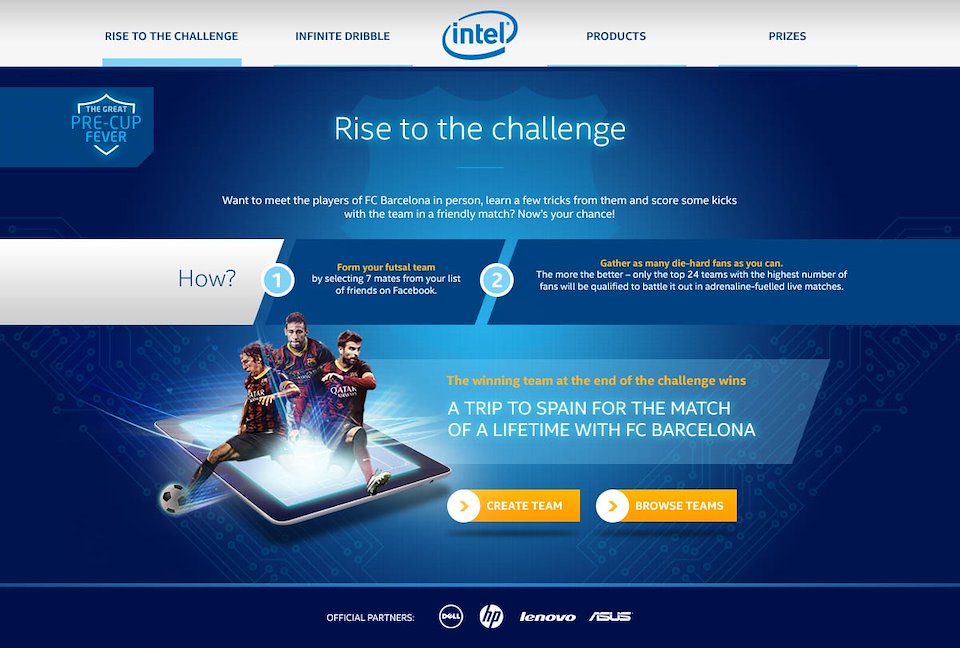 RISE TO THE CHALLENGE
INFINITE DRIBBLE
intel
PRODUCTS
PRIZES
THE GREAT
PRE-CUP
FEVER
Rise to the challenge
Want to meet the players of FC Barcelona in person, learn a few tricks from them and score some kicks
with the team in a friendly match? Now's your chance!
How?
1
Form your futsal team
by selecting 7 mates from your list
of friends on Facebook.
2
Gather as many die-hard fans as you can.
The more the better – only the top 24 teams with the highest number of
fans will be qualified to battle it out in adrenaline-fuelled live matches.
QATAR
QATAR
The winning team at the end of the challenge wins
A TRIP TO SPAIN FOR THE MATCH
OF A LIFETIME WITH FC BARCELONA
CREATE TEAM
BROWSE TEAMS
OFFICIAL PARTNERS:
DELL
hp
lenovo
ASUS